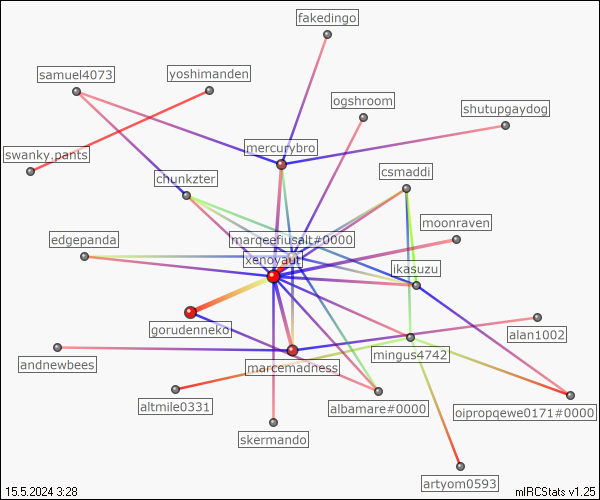 fakedingo
samuel4073
yoshimanden
ogshroom
shutupgaydog
mercurybro
swanky.pants
csmaddi
chunkzter
moonraven
edgepanda
marqeefiusalt#0000
xenoyaut
ikasuzu
gorudenneko
alan1002
mingus4742
andnewbees
marcemadness
altmile0331
albamare#0000
oipropqewe0171#0000
skermando
artyom0593
15.5.2024 3:28
mIRCStats v1.25